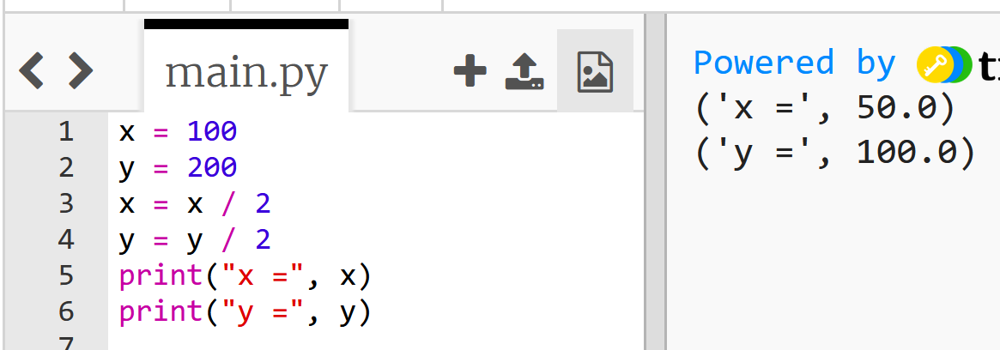 main.py
1 x = 100
2 y = 200
3 x = x / 2
4 y = y / 2
5 print("x =", x)
6 print("y =", y)
7
Powered by
('x =', 50.0)
('y =', 100.0)